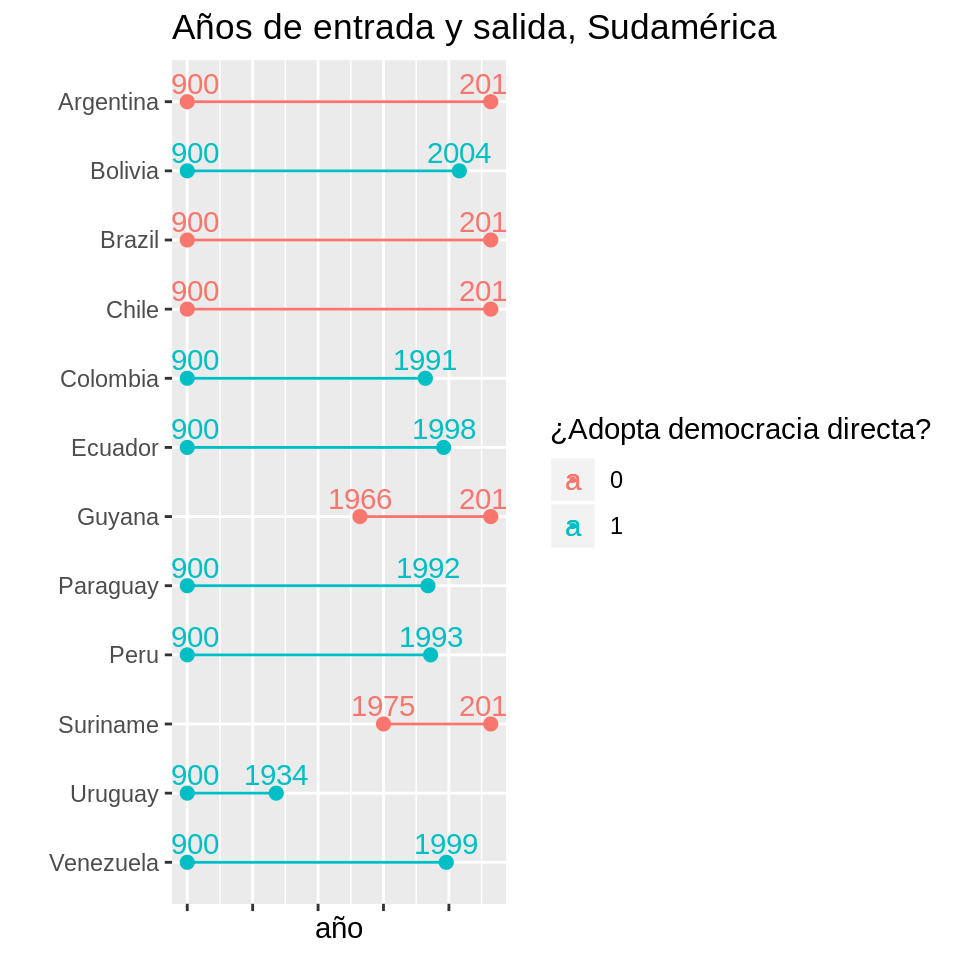 Años de entrada y salida, Sudamérica
Argentina 900 201
Bolivia 900 2004
Brazil 900 201
Chile 900 201
Colombia 900 1991
Ecuador 900 1998
Guyana 1966 201
Paraguay 900 1992
Peru 900 1993
Suriname 1975 201
Uruguay 900 1934
Venezuela 900 1999
año
¿Adopta democracia directa?
a 0
a 1